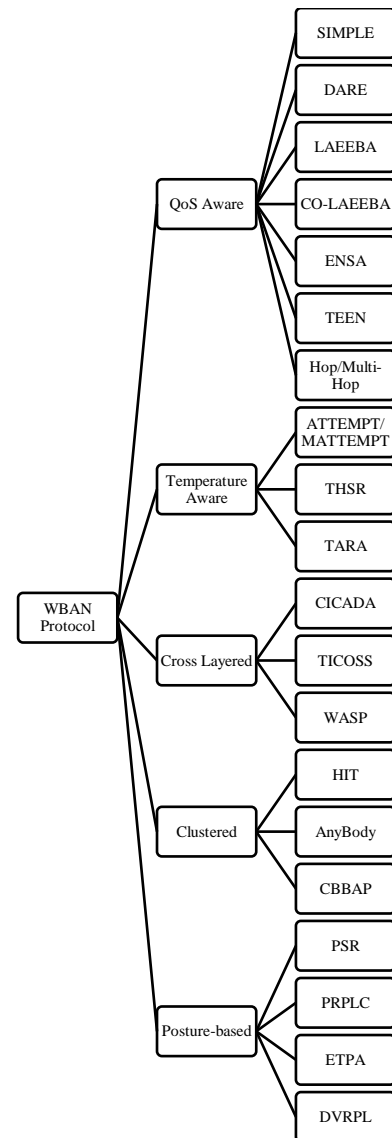 WBAN
Protocol
QoS Aware
SIMPLE
DARE
LAEEBA
CO-LAEEBA
ENSA
TEEN
Hop/Multi-
Hop
Temperature
Aware
ATTEMPT/
MATTEMPT
THSR
TARA
Cross Layered
CICADA
TICOSS
WASP
Clustered
HIT
AnyBody
CBBAP
Posture-based
PSR
PRPLC
ETPA
DVRPL